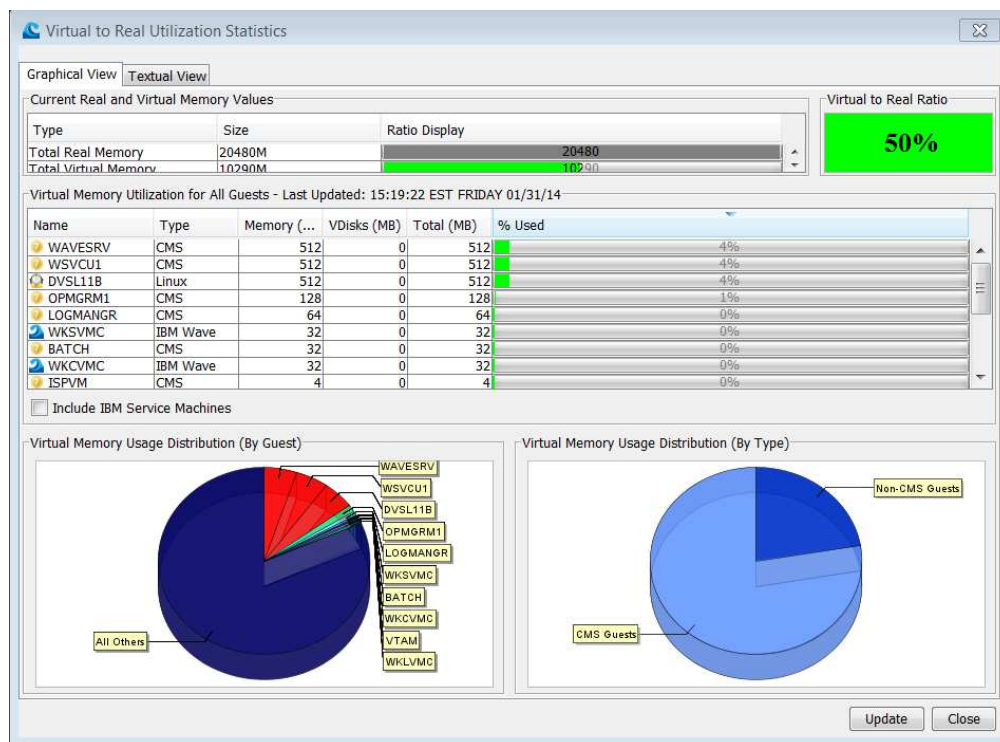 Virtual to Real Utilization Statistics
Graphical View Textual View
Current Real and Virtual Memory Values
Virtual to Real Ratio
Type Size Ratio Display
Total Real Memory 20480M 20480
Total Virtual Memory 10290M 10290
50%
Virtual Memory Utilization for All Guests - Last Updated: 15:19:22 EST FRIDAY 01/31/14
Name Type Memory (... VDisks (MB) Total (MB) % Used
WAVESRV CMS 512 0 512 4%
WSVCU1 CMS 512 0 512 4%
DVSL11B Linux 512 0 512 4%
OPMGRM1 CMS 128 0 128 1%
LOGMANGR CMS 64 0 64 0%
WKSVMC IBM Wave 32 0 32 0%
BATCH CMS 32 0 32 0%
WKCVMC IBM Wave 32 0 32 0%
ISPVM CMS 4 0 4 0%
Include IBM Service Machines
Virtual Memory Usage Distribution (By Guest)
WAVESRV
WSVCU1
DVSL11B
OPMGRM1
LOGMANGR
WKSVMC
BATCH
WKCVMC
VTAM
WKLVMC
All Others
Virtual Memory Usage Distribution (By Type)
Non-CMS Guests
CMS Guests
Update Close